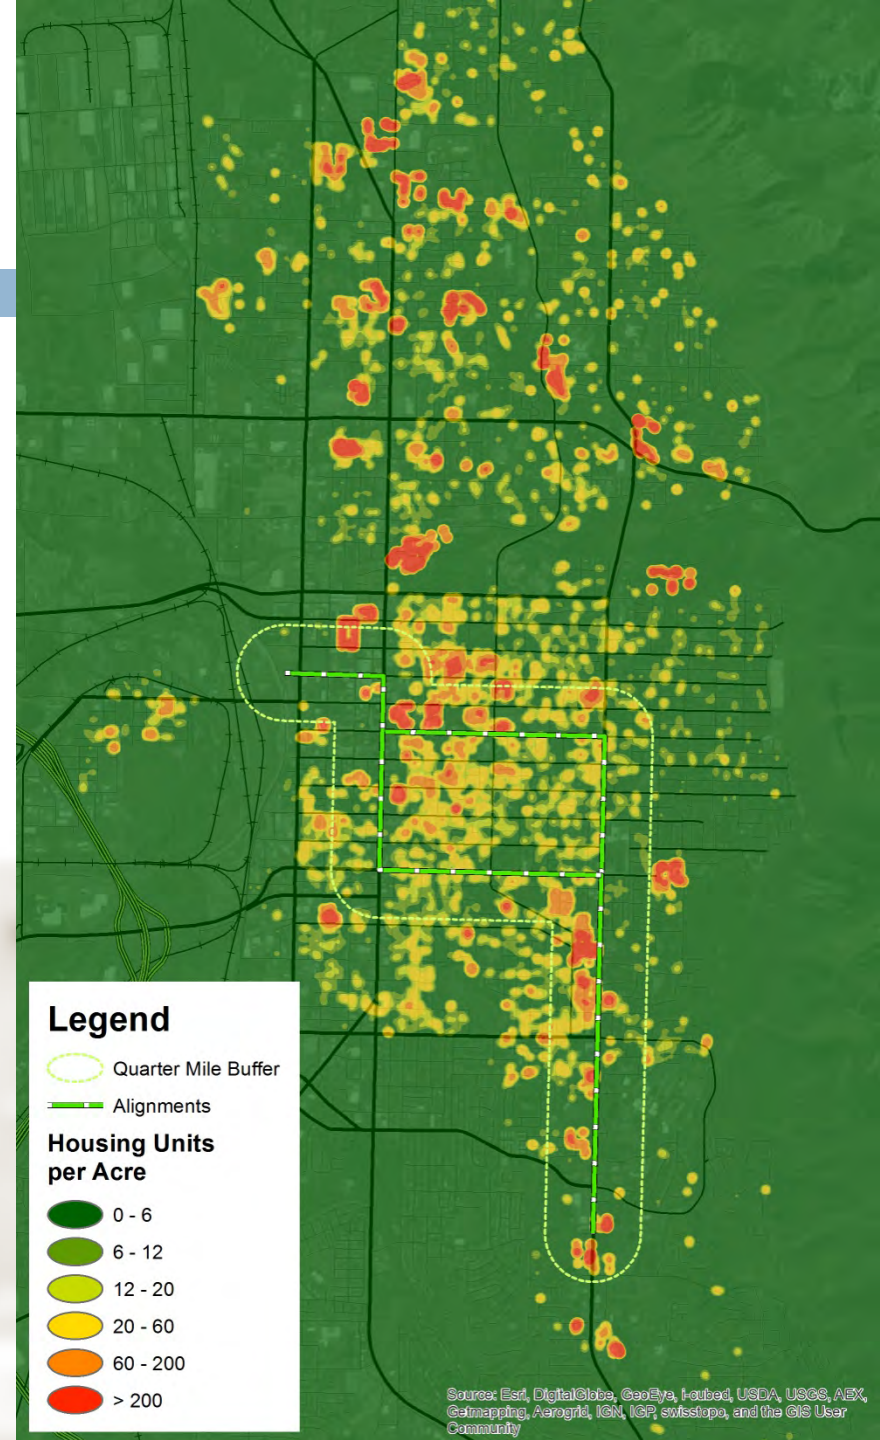 Legend
Quarter Mile Buffer
Alignments
Housing Units
per Acre
0 - 6
6 - 12
12 - 20
20 - 60
60 - 200
> 200
Source: Esri, DigitalGlobe, GeoEye, i-cubed, USDA, USGS, AEX,
Getmapping, Aerogrid, IGN, IGP, swisstopo, and the GIS User
Community